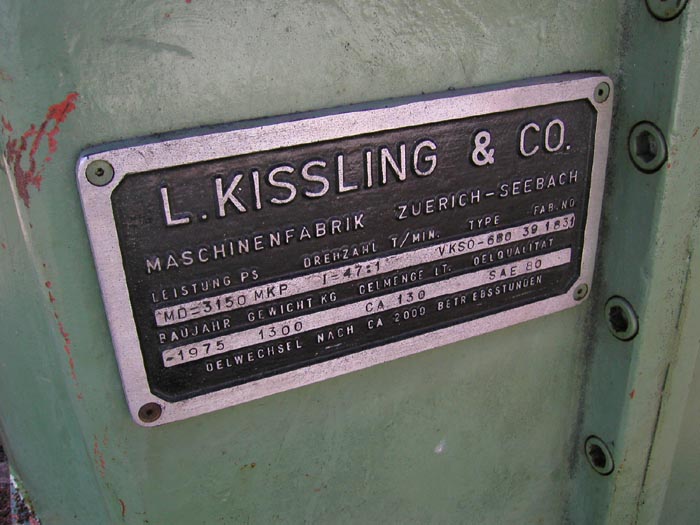 L. KISSLING & CO.
MASCHINENFABRIK ZUERICH-SEEBACH
LEISTUNG PS DREHZAHL T/MIN. TYPE FAB. NO
MD=3150 MKP I-47:1 VKSO-680 39 1831
BAUJAHR GEWICHT KG OELMENGE LT. OELQUALITÄT
-1975 1300 CA 130 SAE 80
OELWECHSEL NACH CA 2000 BETRIEBSSTUNDEN